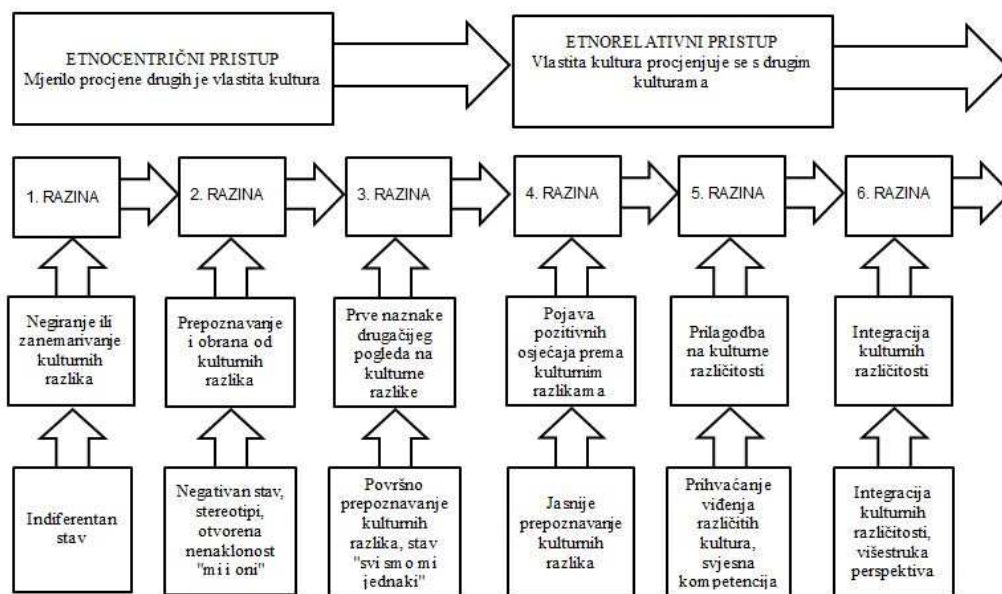 ETNOCENTRIČNI PRISTUP
Mjerilo procjene drugih je vlastita kultura
ETNORELATIVNI PRISTUP
Vlastita kultura procjenjuje se s drugim
kulturama
1. RAZINA
2. RAZINA
3. RAZINA
4. RAZINA
5. RAZINA
6. RAZINA
Negiranje ili
zanemarivanje
kulturnih
razlika
Prepoznavanje
i obrana od
kulturnih
razlika
Prve naznake
drugačijeg
pogleda na
kulturne
razlike
Pojava
pozitivnih
osjećaja prema
kulturnim
razlikama
Prilagodba
na kulturne
različitosti
Integracija
kulturnih
različitosti
Indiferentan
stav
Negativan stav,
stereotipi,
otvorena
nenaklonost
"mi i oni"
Površno
prepoznavanje
kulturnih
razlika, stav
"svi smo mi
jednaki"
Jasnije
prepoznavanje
kulturnih
razlika
Prihvaćanje
viđenja
različitih
kultura,
svjesna
kompetencija
Integracija
kulturnih
različitosti,
višestruka
perspektiva